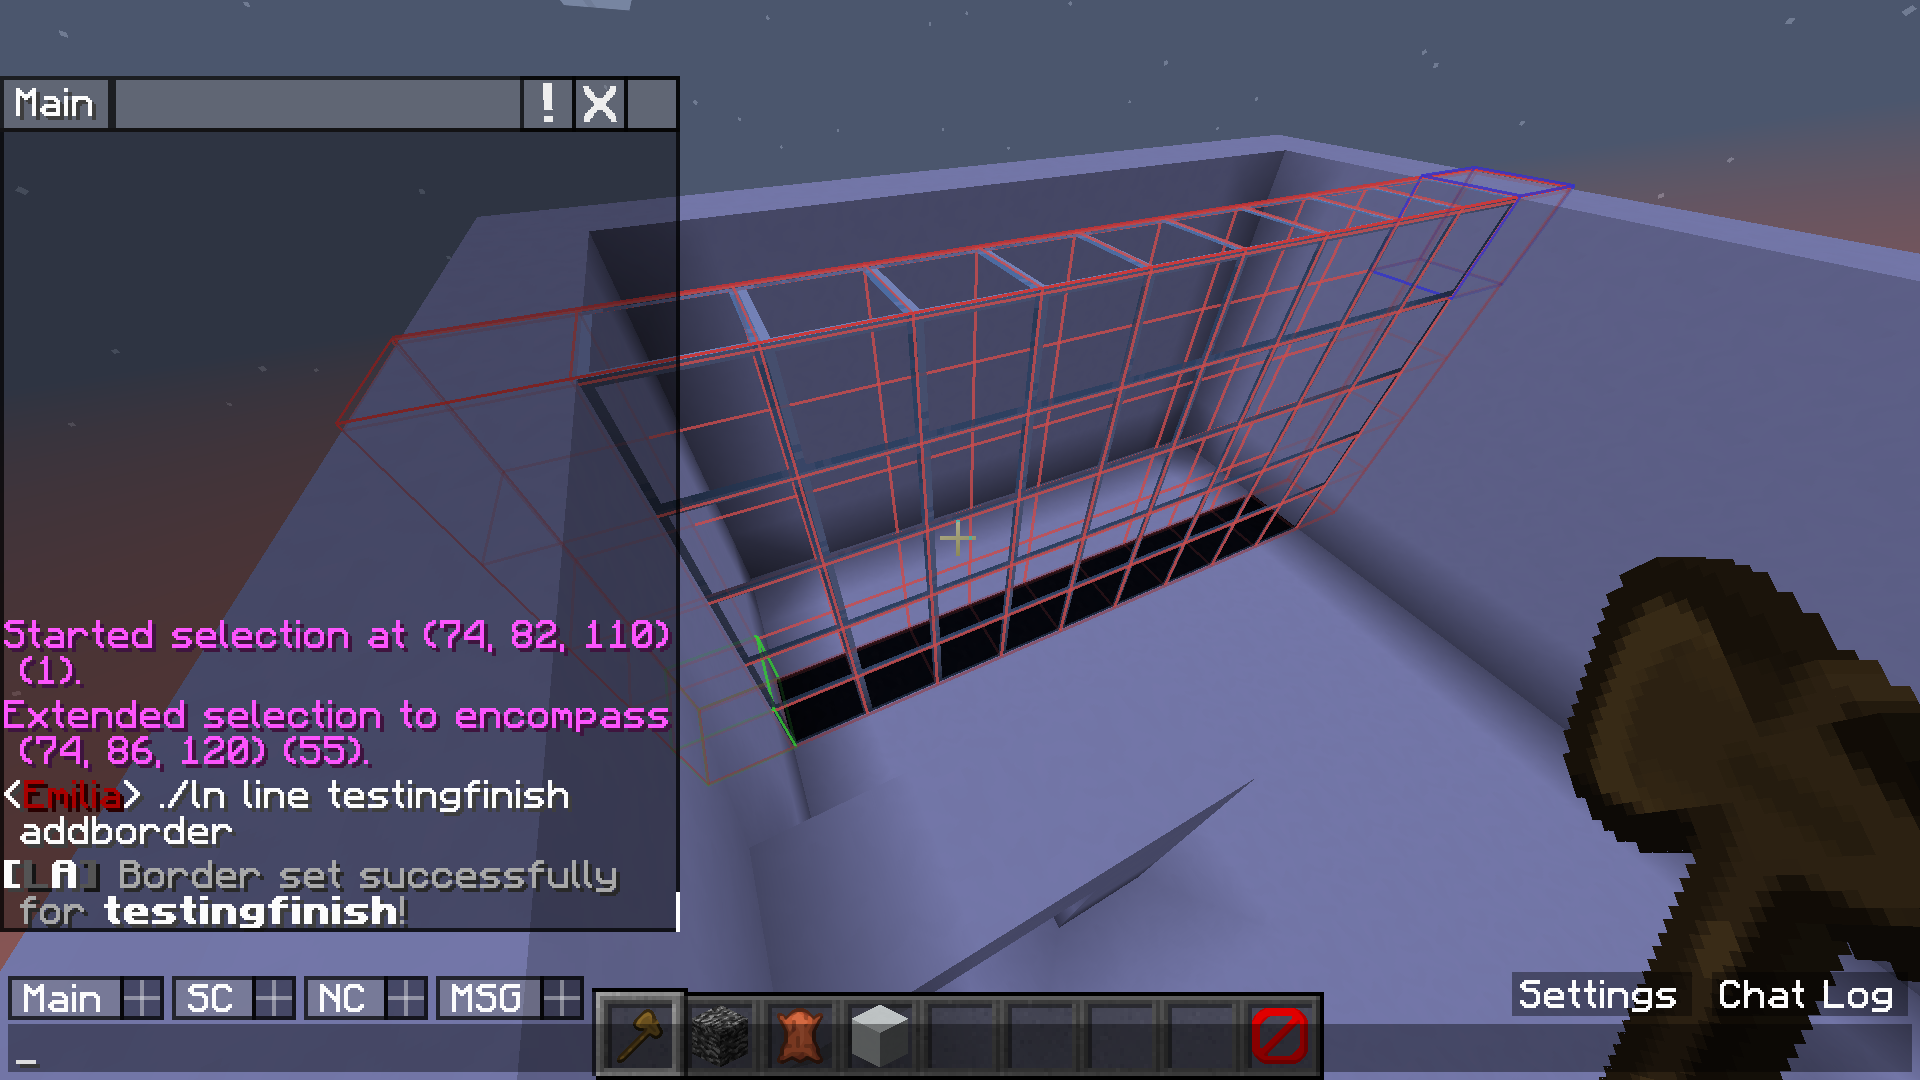 Main ! X
Started selection at (74, 82, 110)
(1).
Extended selection to encompass
(74, 86, 120) (55).
<Emilia> ./ln line testingfinish
addborder
[LA] Border set successfully
for testingfinish!
Main + SC + NC + MSG +
Settings Chat Log
_